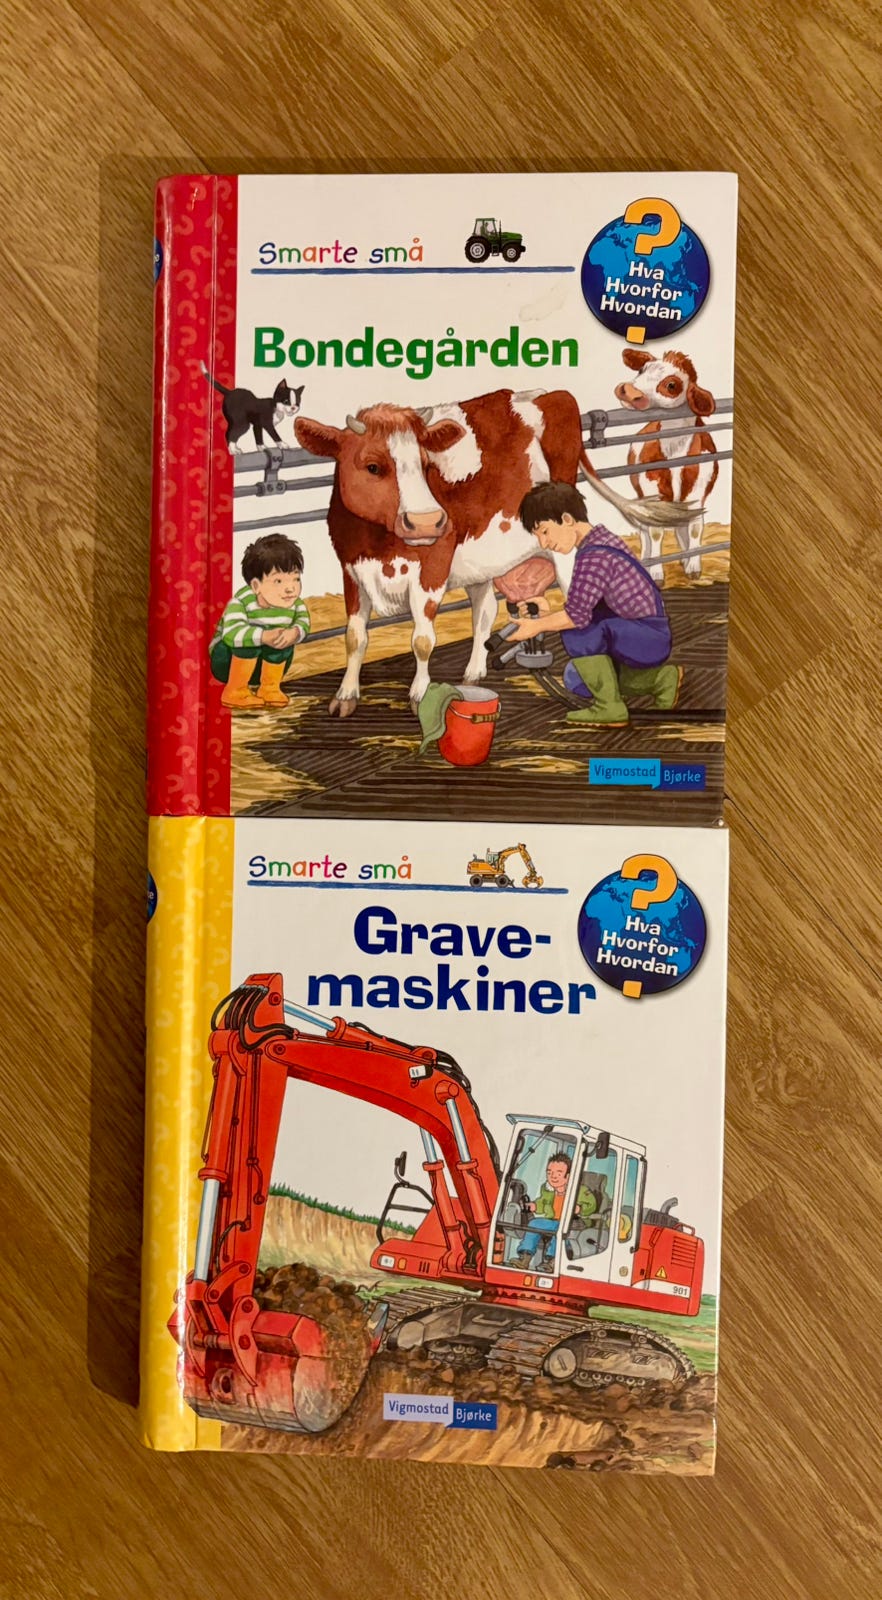 Smarte små
Hva
Hvorfor
Hvordan
Bondegården
Vigmostad Bjørke
Smarte små
Hva
Hvorfor
Hvordan
Grave-
maskiner
901
Vigmostad Bjørke